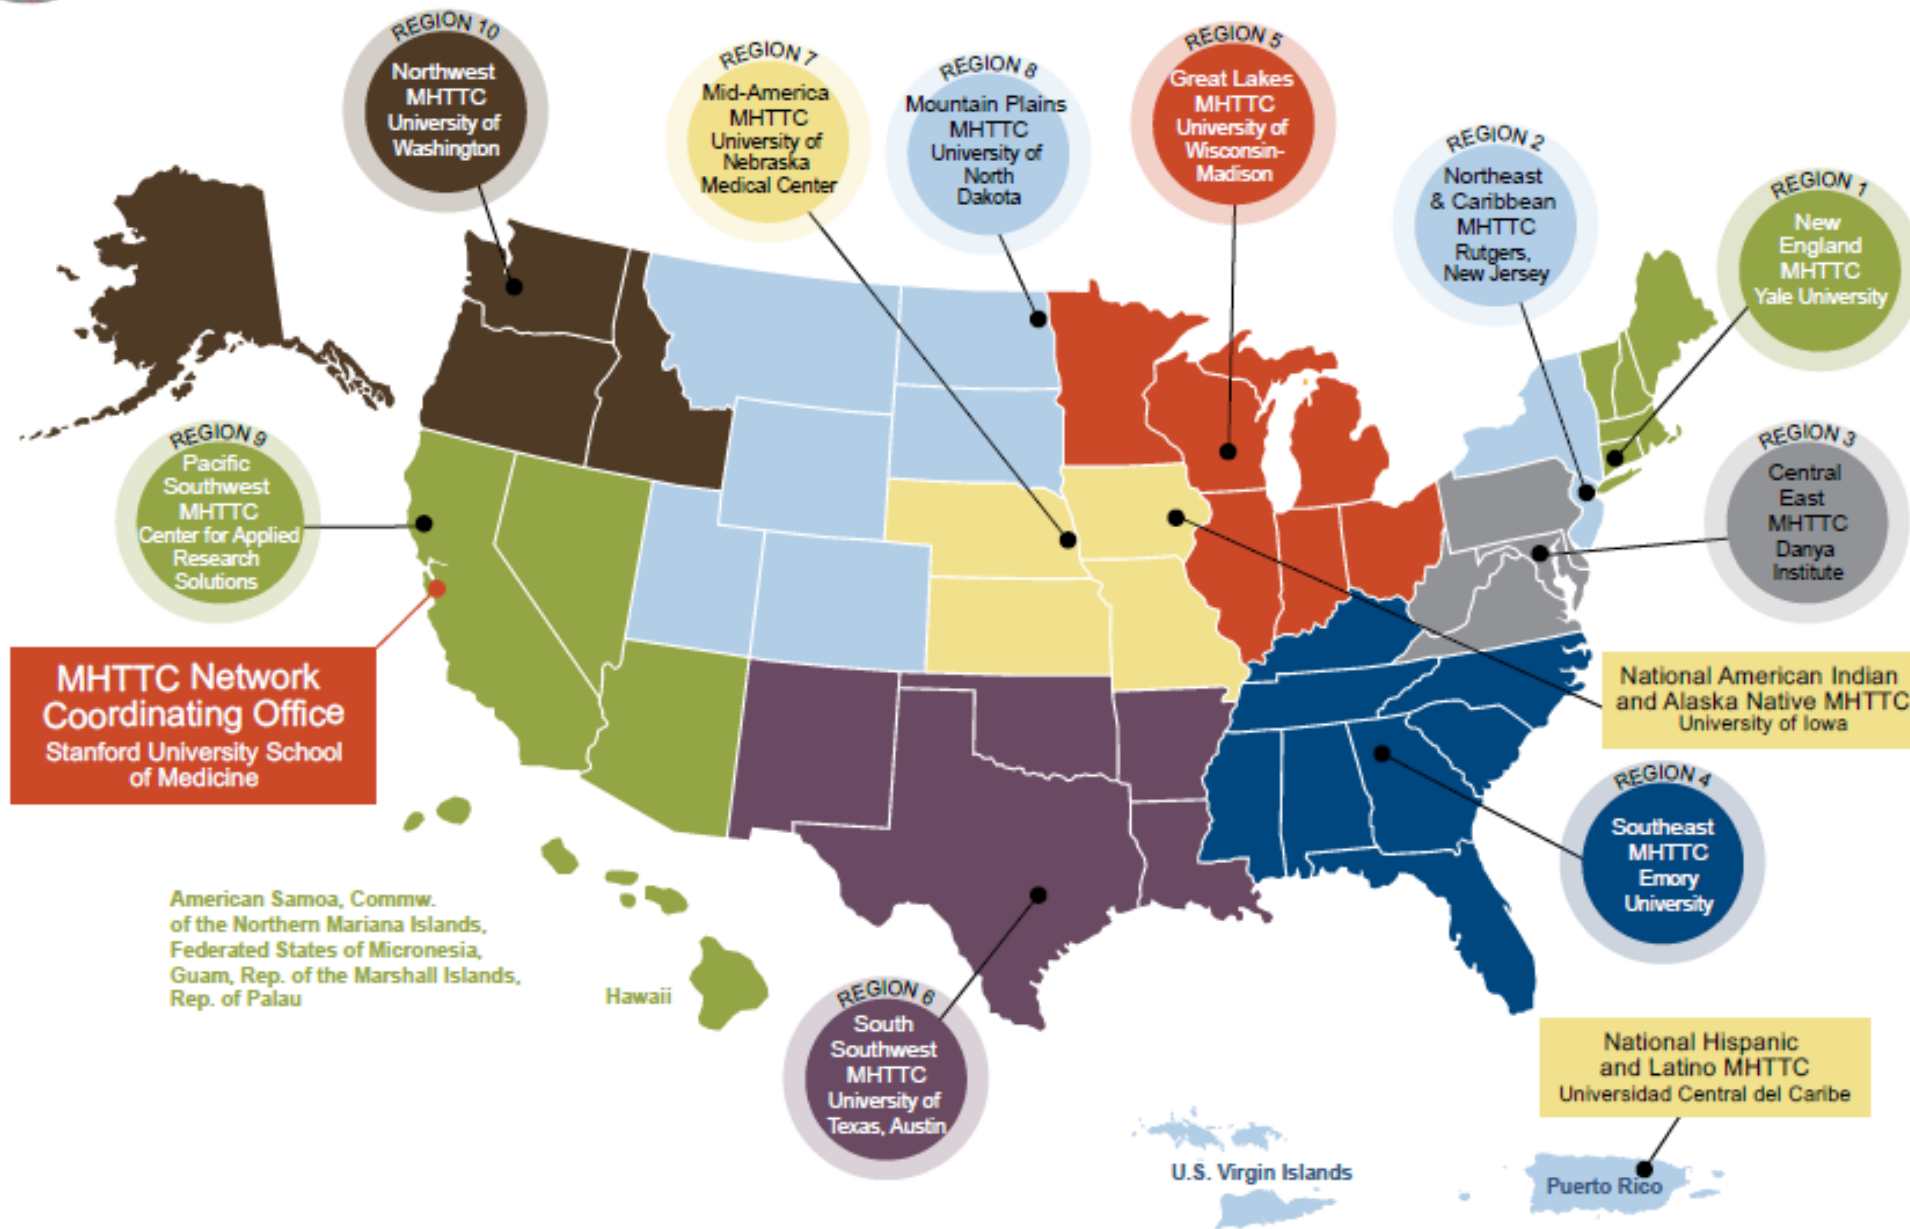 REGION 10
Northwest
MHTTC
University of
Washington
REGION 7
Mid-America
MHTTC
University of
Nebraska
Medical Center
REGION 8
Mountain Plains
MHTTC
University of
North
Dakota
REGION 5
Great Lakes
MHTTC
University of
Wisconsin-
Madison
REGION 2
Northeast
& Caribbean
MHTTC
Rutgers,
New Jersey
REGION 1
New
England
MHTTC
Yale University
REGION 9
Pacific
Southwest
MHTTC
Center for Applied
Research
Solutions
REGION 3
Central
East
MHTTC
Danya
Institute
MHTTC Network
Coordinating Office
Stanford University School
of Medicine
National American Indian
and Alaska Native MHTTC
University of Iowa
REGION 4
Southeast
MHTTC
Emory
University
American Samoa, Commw.
of the Northern Mariana Islands,
Federated States of Micronesia,
Guam, Rep. of the Marshall Islands,
Rep. of Palau
Hawaii
REGION 6
South
Southwest
MHTTC
University of
Texas, Austin
National Hispanic
and Latino MHTTC
Universidad Central del Caribe
U.S. Virgin Islands
Puerto Rico